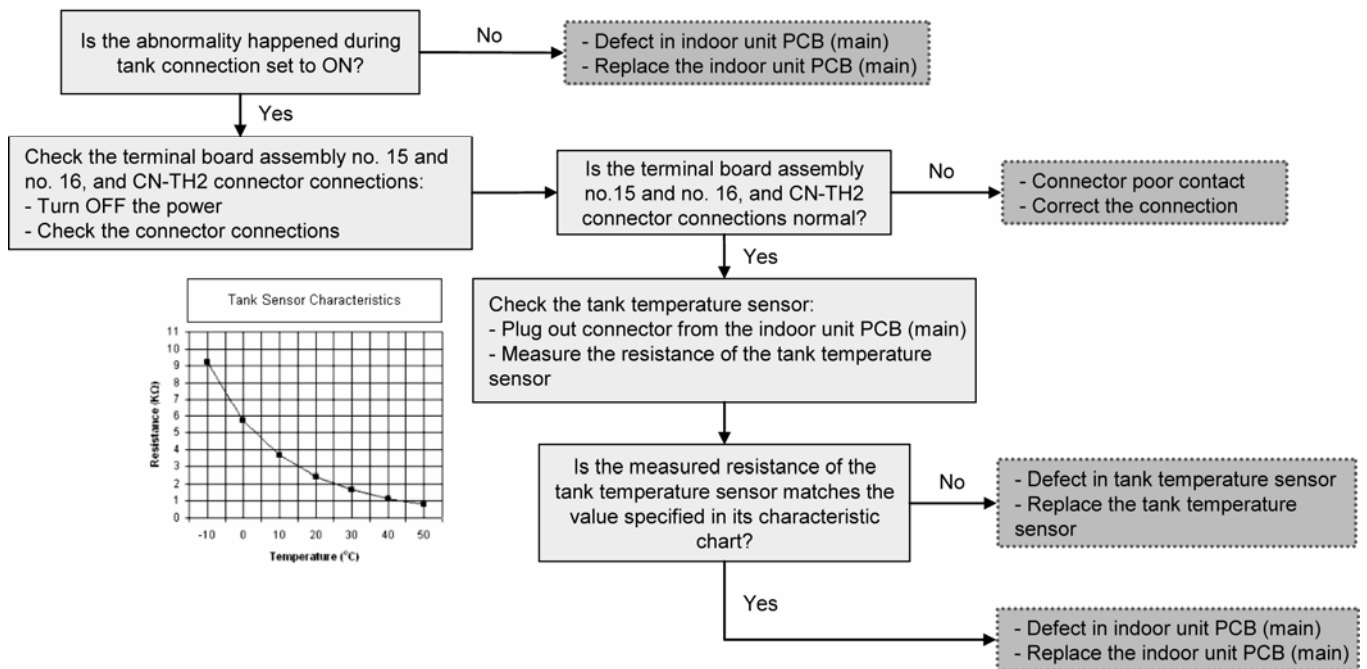 Is the abnormality happened during
tank connection set to ON?
No
- Defect in indoor unit PCB (main)
- Replace the indoor unit PCB (main)
Yes
Check the terminal board assembly no. 15 and
no. 16, and CN-TH2 connector connections:
- Turn OFF the power
- Check the connector connections
Is the terminal board assembly
no.15 and no. 16, and CN-TH2
connector connections normal?
No
- Connector poor contact
- Correct the connection
Yes
Check the tank temperature sensor:
- Plug out connector from the indoor unit PCB (main)
- Measure the resistance of the tank temperature
sensor
Tank Sensor Characteristics
Resistance (KΩ)
11
10
9
8
7
6
5
4
3
2
1
0
-10 0 10 20 30 40 50
Temperature (°C)
Is the measured resistance of the
tank temperature sensor matches the
value specified in its characteristic
chart?
No
- Defect in tank temperature sensor
- Replace the tank temperature
sensor
Yes
- Defect in indoor unit PCB (main)
- Replace the indoor unit PCB (main)